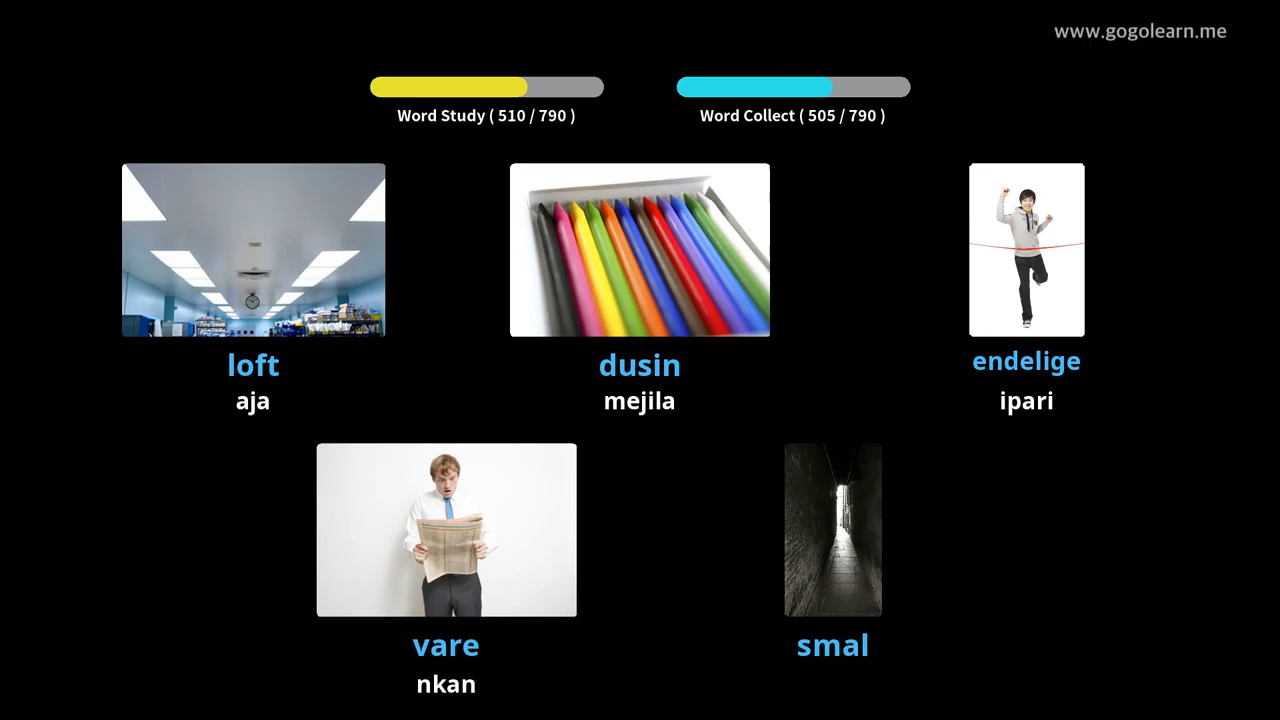 www.gogolearn.me
Word Study ( 510 / 790 )
Word Collect ( 505 / 790 )
loft
dusin
endelige
aja
mejila
ipari
vare
smal
nkan